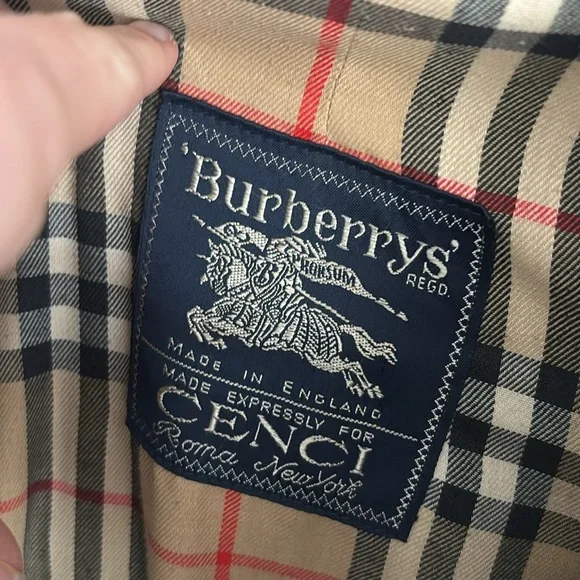 'Burberrys'
REGD.
PRORSUM
MADE IN ENGLAND
MADE EXPRESSLY FOR
CENCI
Roma New York